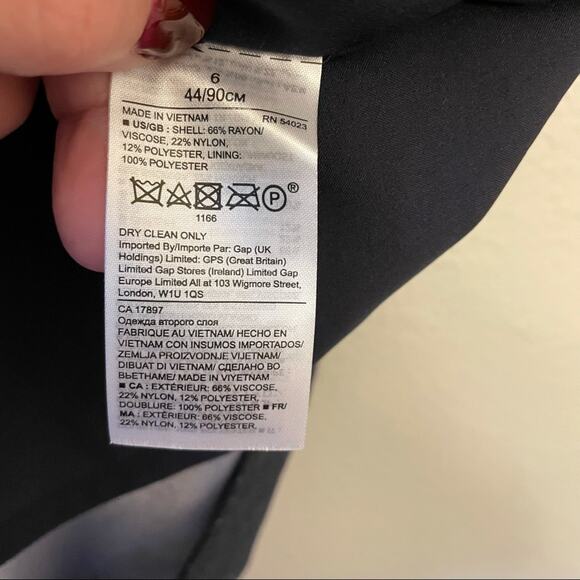 6
44/90CM
MADE IN VIETNAM RN 54023
■ US/GB : SHELL: 66% RAYON/
VISCOSE, 22% NYLON,
12% POLYESTER, LINING:
100% POLYESTER
P®
1166
DRY CLEAN ONLY
Imported By/Importe Par: Gap (UK
Holdings) Limited: GPS (Great Britain)
Limited Gap Stores (Ireland) Limited Gap
Europe Limited All at 103 Wigmore Street,
London, W1U 1QS
CA 17897
Одежда второго слоя
FABRIQUE AU VIETNAM/ HECHO EN
VIETNAM CON INSUMOS IMPORTADOS/
ZEMLJA PROIZVODNJE VIJETNAM/
DIBUAT DI VIETNAM/ СДЕЛАНО ВО
ВЬЕТНАМЕ/ MADE IN VIYETNAM
■ CA : EXTÉRIEUR: 66% VISCOSE,
22% NYLON, 12% POLYESTER,
DOUBLURE: 100% POLYESTER ■ FR/
MA : EXTÉRIEUR: 66% VISCOSE,
22% NYLON, 12% POLYESTER,